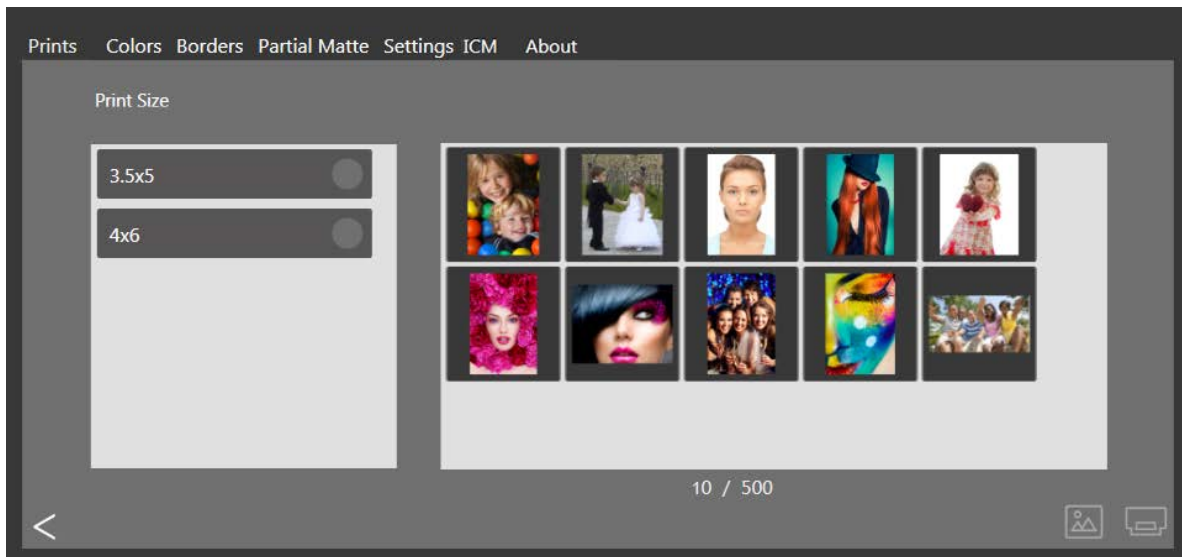 Prints Colors Borders Partial Matte Settings ICM About
Print Size
3.5x5
4x6
10 / 500